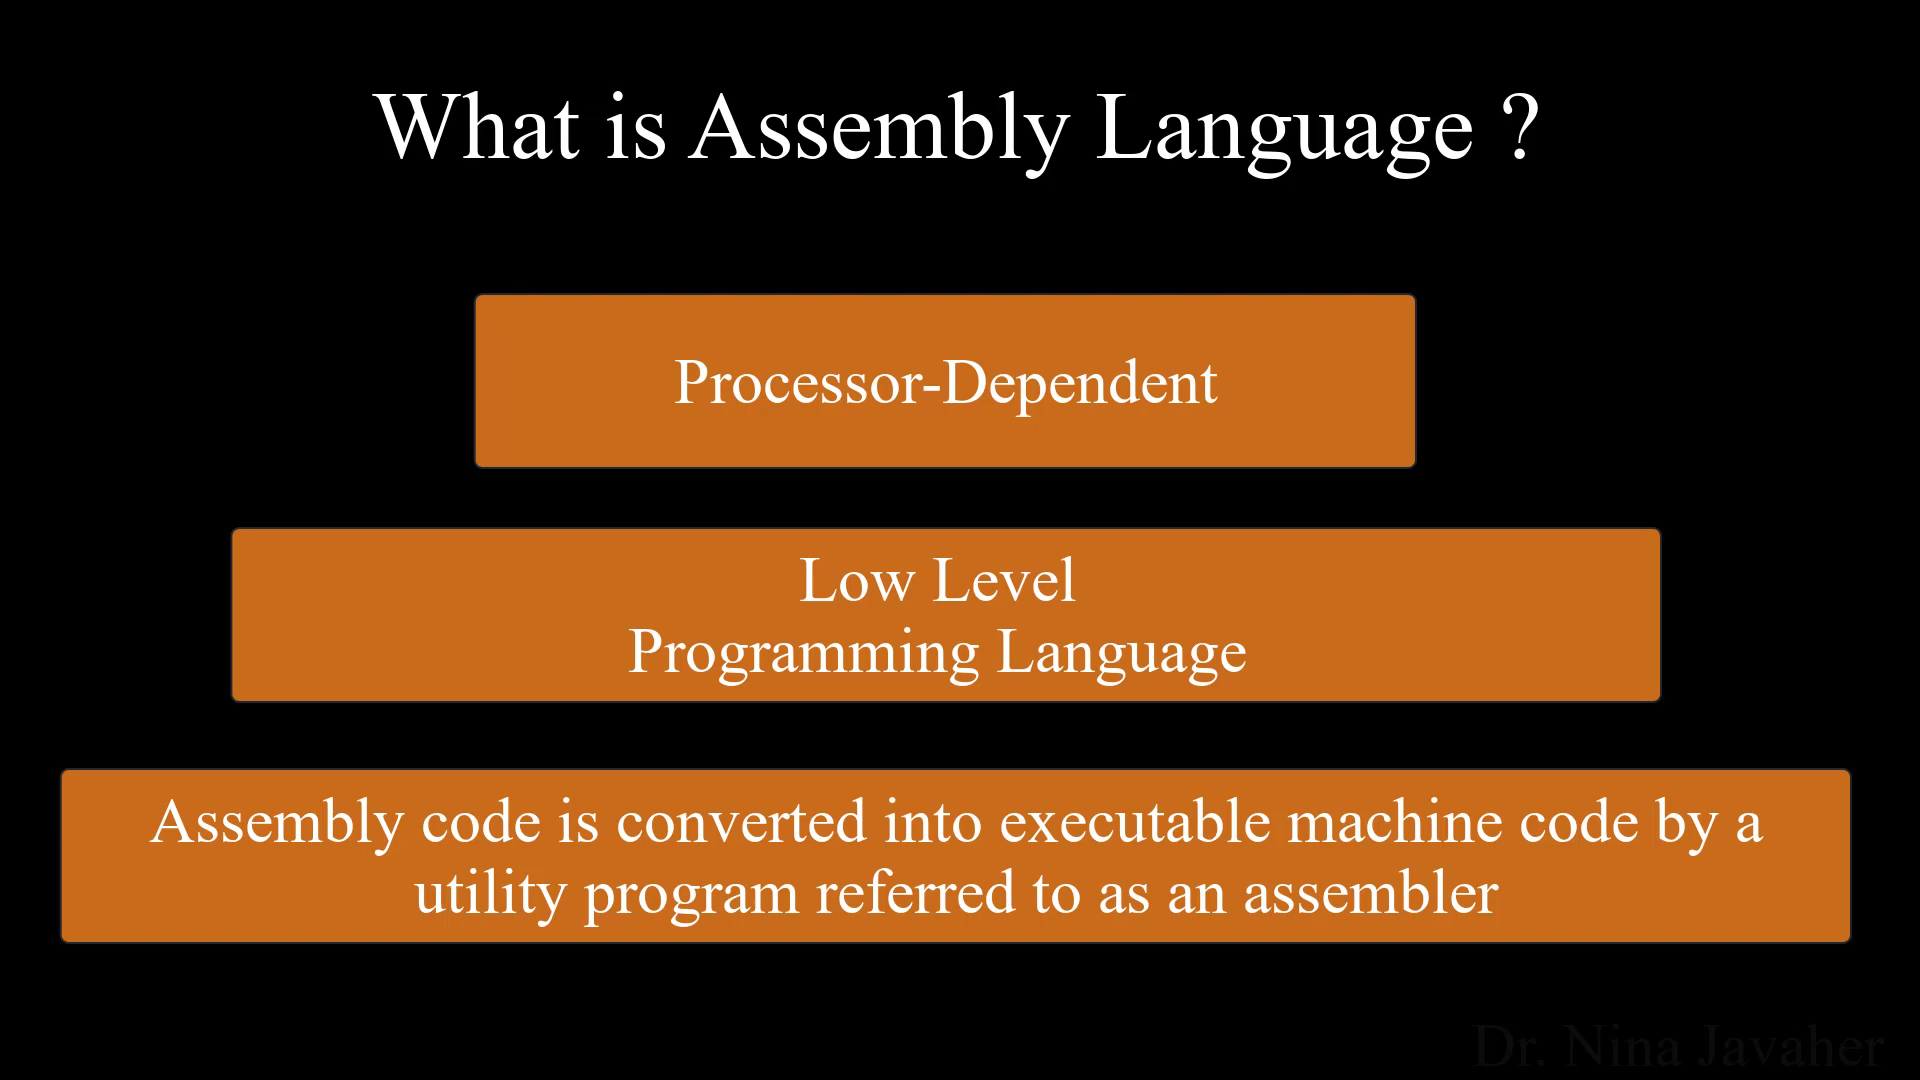 What is Assembly Language ?
Processor-Dependent
Low Level
Programming Language
Assembly code is converted into executable machine code by a
utility program referred to as an assembler
Dr. Nina Javaher